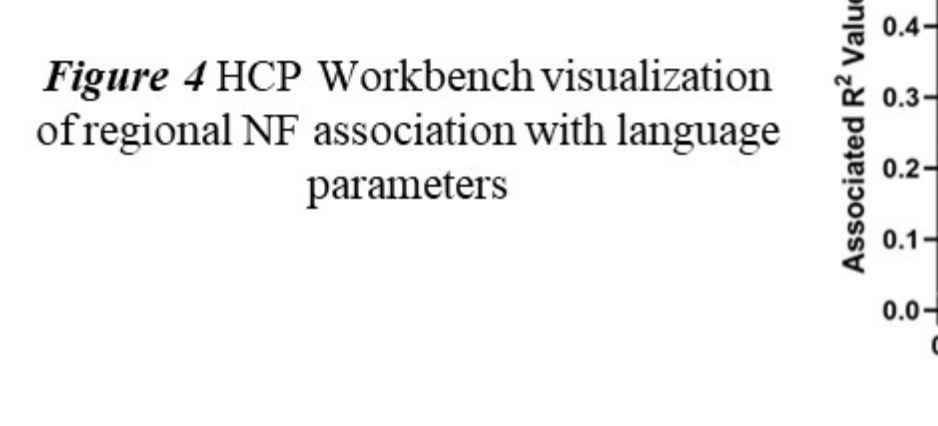 Figure 4 HCP Workbench visualization
of regional NF association with language
parameters
Associated R² Value
0.4
0.3
0.2
0.1
0.0